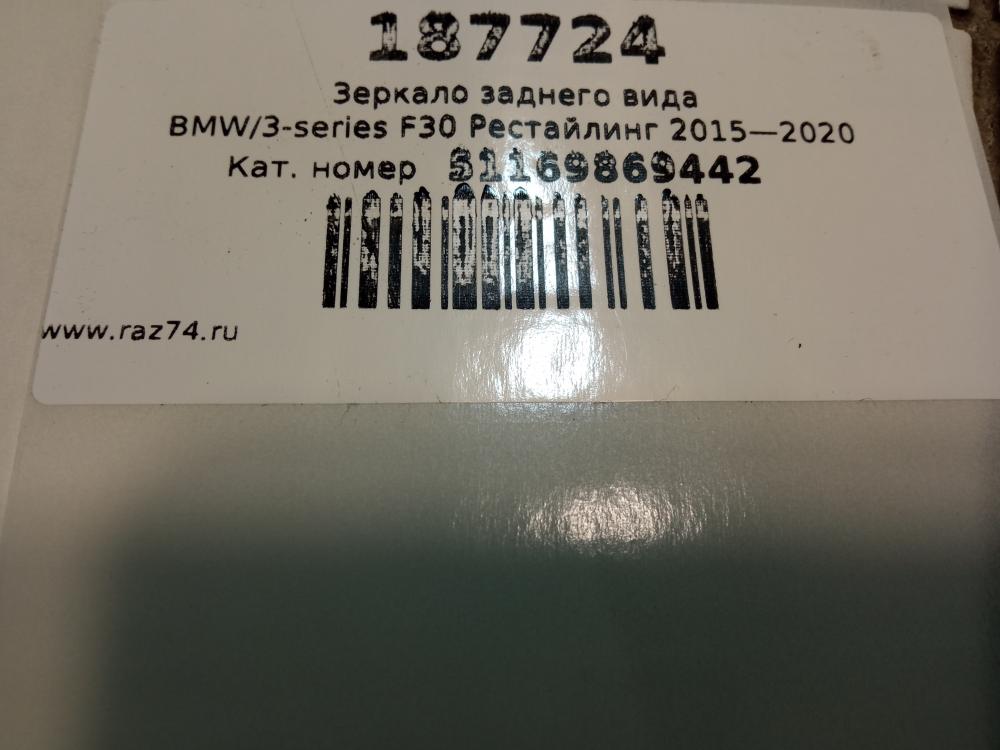 187724
Зеркало заднего вида
BMW/3-series F30 Рестайлинг 2015—2020
Кат. номер 51169869442
www.raz74.ru